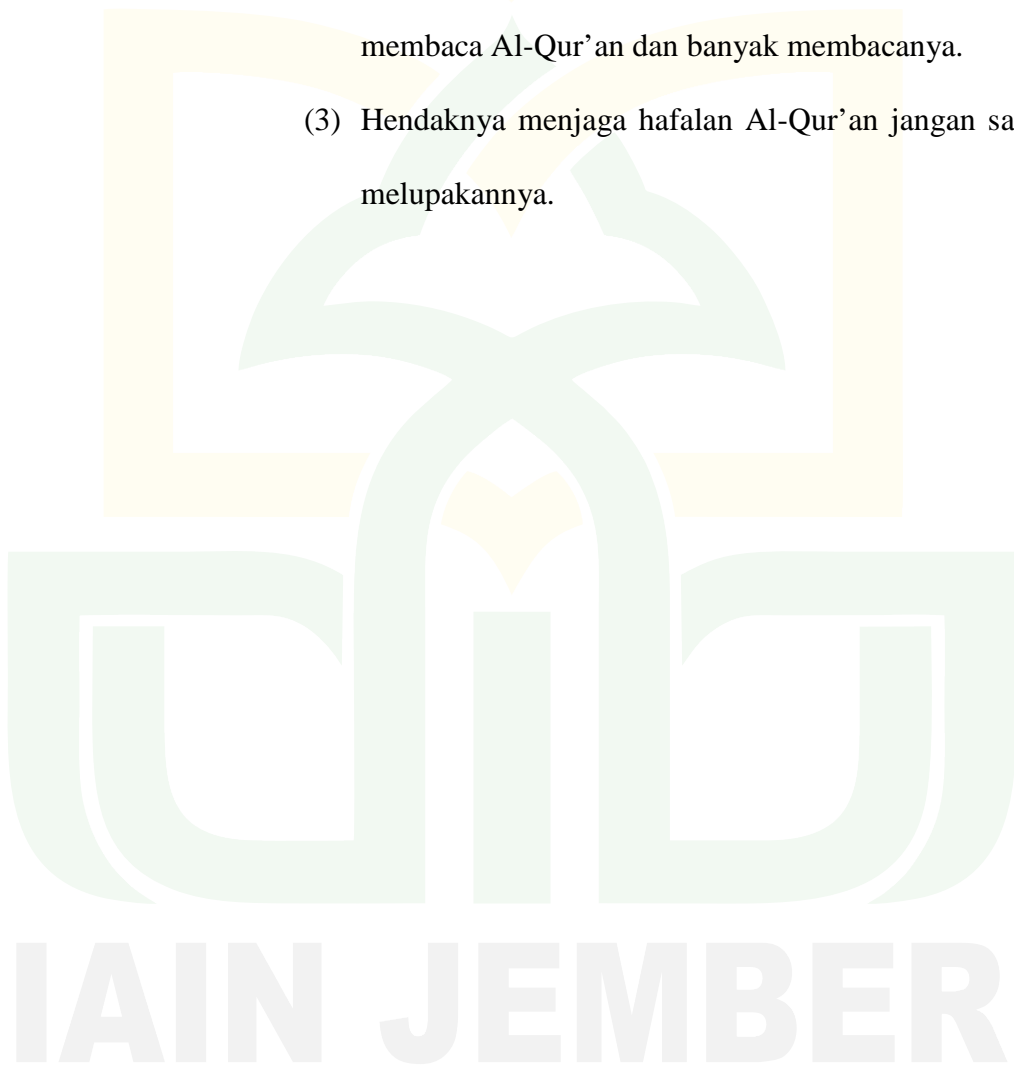 membaca Al-Qur’an dan banyak membacanya.
(3) Hendaknya menjaga hafalan Al-Qur’an jangan sa
melupakannya.
IAIN JEMBER